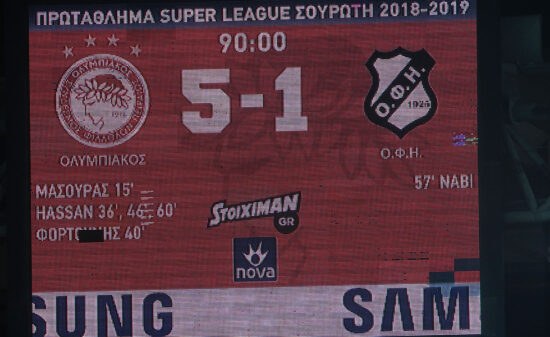 ΠΡΩΤΑΘΛΗΜΑ SUPER LEAGUE ΣΟΥΡΩΤΗ 2018-2019
90:00
5-1
Ο.Φ.Η.
1925
ΟΛΥΜΠΙΑΚΟΣ
Ο.Φ.Η.
ΜΑΣΟΥΡΑΣ 15'
57' NABI
HASSAN 36', 46', 60'
40'
STOIXIMAN
GR
nova
SUNG SAM